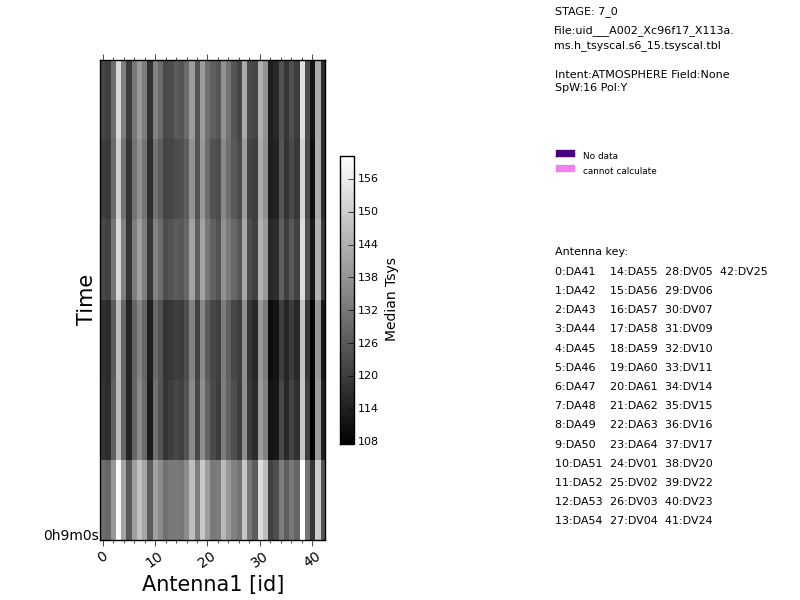 STAGE: 7_0
File:uid___A002_Xc96f17_X113a.
ms.h_tsyscal.s6_15.tsyscal.tbl
Intent:ATMOSPHERE Field:None
SpW:16 Pol:Y
No data
cannot calculate
Antenna key:
0:DA41 14:DA55 28:DV05 42:DV25
1:DA42 15:DA56 29:DV06
2:DA43 16:DA57 30:DV07
3:DA44 17:DA58 31:DV09
4:DA45 18:DA59 32:DV10
5:DA46 19:DA60 33:DV11
6:DA47 20:DA61 34:DV14
7:DA48 21:DA62 35:DV15
8:DA49 22:DA63 36:DV16
9:DA50 23:DA64 37:DV17
10:DA51 24:DV01 38:DV20
11:DA52 25:DV02 39:DV22
12:DA53 26:DV03 40:DV23
13:DA54 27:DV04 41:DV24
Time
0h9m0s
0 10 20 30 40
Antenna1 [id]
156
150
144
138
132
126
120
114
108
Median Tsys